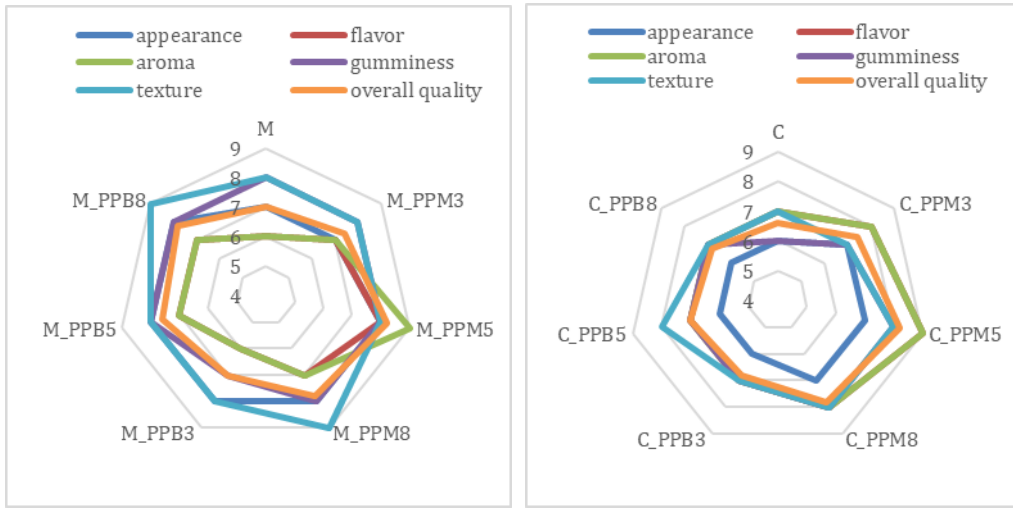 appearance flavor
aroma gumminess
texture overall quality
M
9
8
7
6
5
4
M_PPM3
M_PPM5
M_PPM8
M_PPB3
M_PPB5
M_PPB8
appearance flavor
aroma gumminess
texture overall quality
C
9
8
7
6
5
4
C_PPM3
C_PPM5
C_PPM8
C_PPB3
C_PPB5
C_PPB8